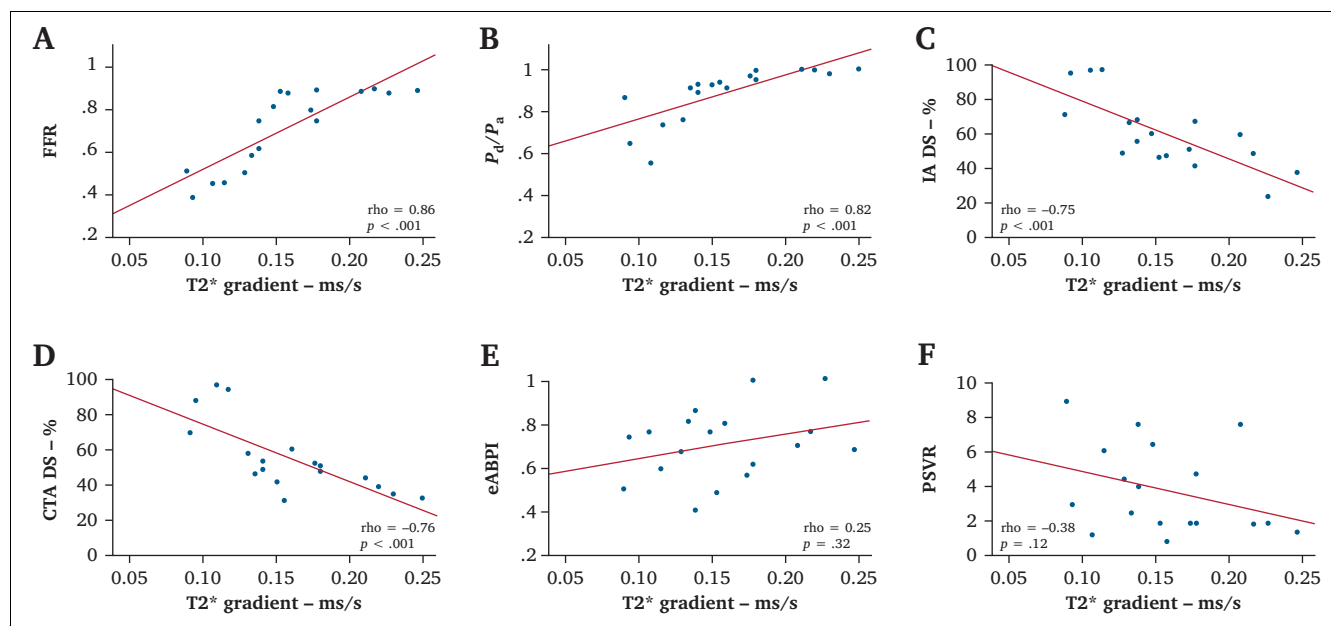 A
1
.8
.6
.4
.2
FFR
rho = 0.86
p < .001
0.05 0.10 0.15 0.20 0.25
T2* gradient – ms/s
B
1
.8
.6
.4
.2
Pd/Pa
rho = 0.82
p < .001
0.05 0.10 0.15 0.20 0.25
T2* gradient – ms/s
C
100
80
60
40
20
0
IA DS – %
rho = –0.75
p < .001
0.05 0.10 0.15 0.20 0.25
T2* gradient – ms/s
D
100
80
60
40
20
0
CTA DS – %
rho = –0.76
p < .001
0.05 0.10 0.15 0.20 0.25
T2* gradient – ms/s
E
1
.8
.6
.4
.2
eABPI
rho = 0.25
p = .32
0.05 0.10 0.15 0.20 0.25
T2* gradient – ms/s
F
10
8
6
4
2
0
PSVR
rho = –0.38
p = .12
0.05 0.10 0.15 0.20 0.25
T2* gradient – ms/s